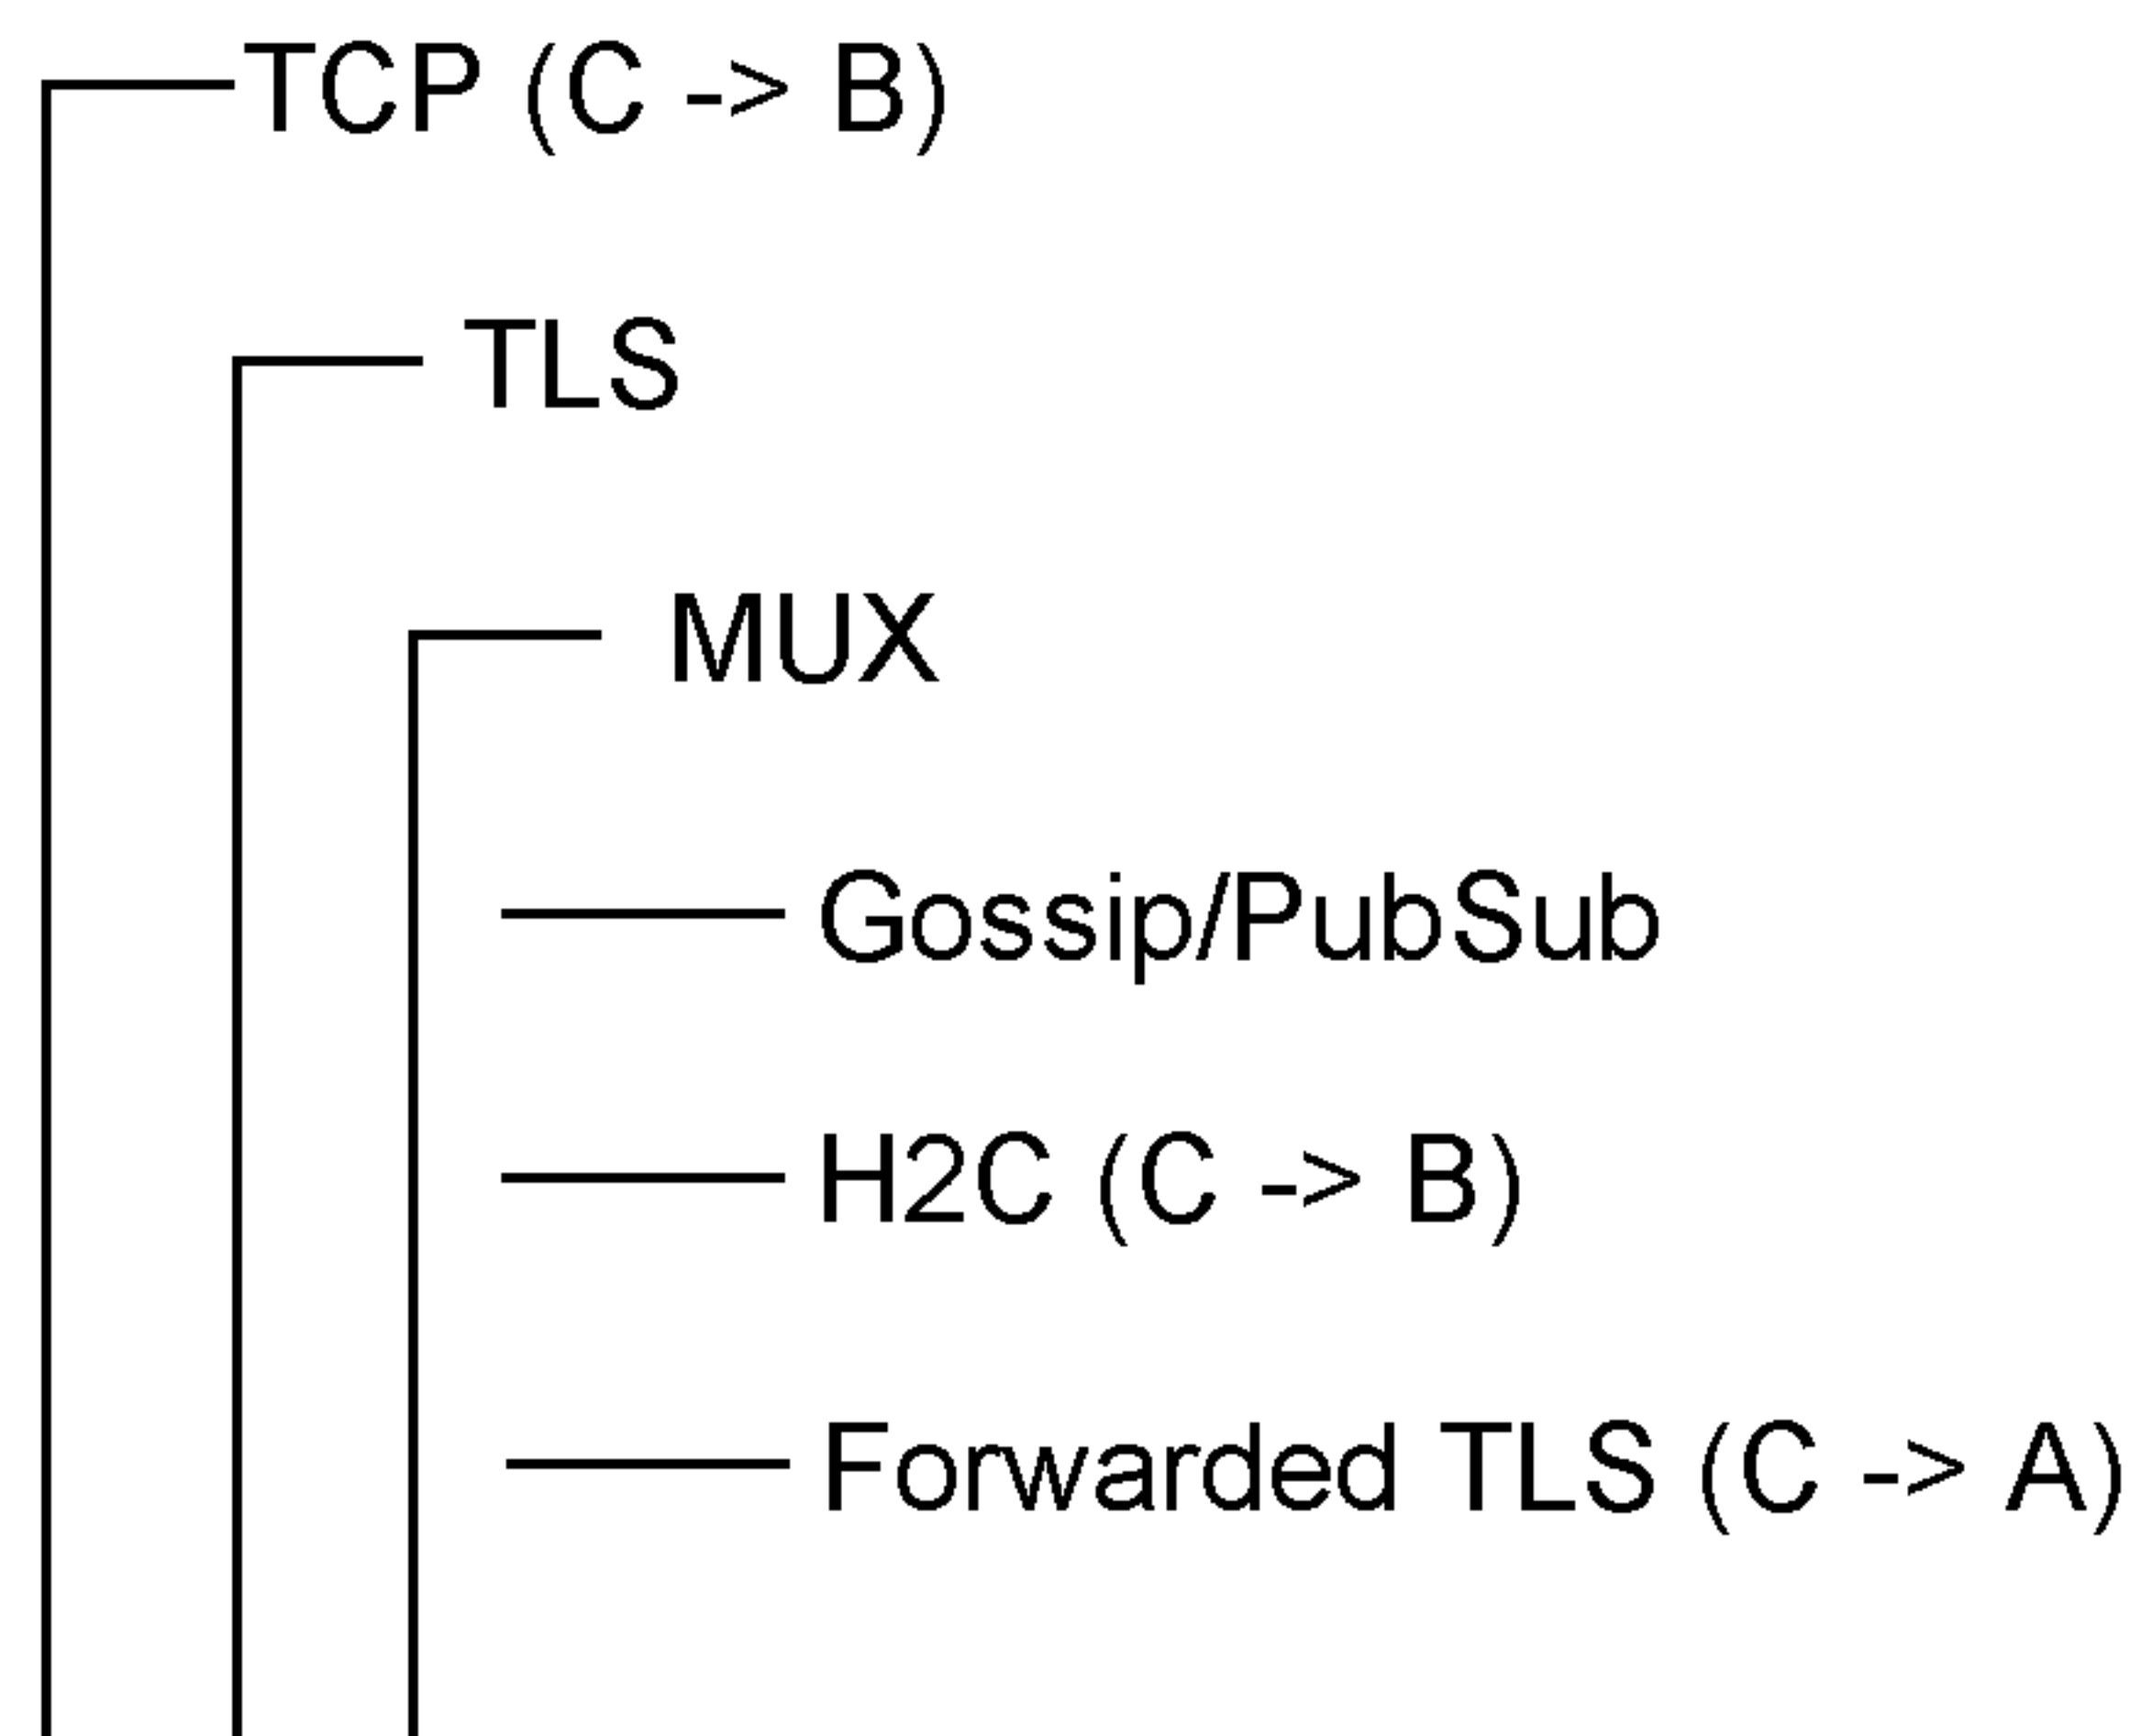 TCP (C -> B)
TLS
MUX
Gossip/PubSub
H2C (C -> B)
Forwarded TLS (C -> A)